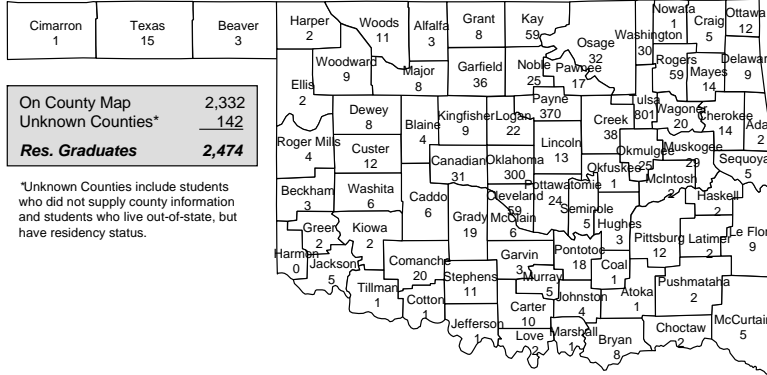 Cimarron
1
Texas
15
Beaver
3
Harper
2
Woods
11
Alfalfa
3
Grant
8
Kay
59
Osage
32
Washington
30
Nowata
1
Craig
5
Ottawa
12
Ellis
2
Woodward
9
Major
8
Garfield
36
Noble
25
Pawnee
17
Rogers
59
Mayes
14
Delawar
9
On County Map 2,332
Unknown Counties* 142
Res. Graduates 2,474
*Unknown Counties include students
who did not supply county information
and students who live out-of-state, but
have residency status.
Roger Mills
4
Dewey
8
Custer
12
Blaine
4
Kingfisher
9
Logan
22
Payne
370
Creek
38
Tulsa
801
Wagoner
20
Cherokee
14
Ada
2
Lincoln
13
Canadian
31
Oklahoma
300
Okfuskee
1
Okmulgee
25
Muskogee
29
Sequoya
5
McIntosh
2
Haskell
2
Beckham
3
Washita
6
Caddo
6
Grady
19
Cleveland
59
McClain
6
Pottawatomie
24
Seminole
5
Hughes
3
Pittsburg
12
Latimer
2
Le Flor
9
Greer
2
Kiowa
2
Harmon
0
Jackson
5
Tillman
1
Comanche
20
Cotton
1
Stephens
11
Jefferson
1
Garvin
3
Murray
5
Pontotoc
18
Coal
1
Atoka
1
Pushmataha
2
Carter
10
Johnston
4
Love
2
Marshall
1
Bryan
8
Choctaw
2
McCurtain
5